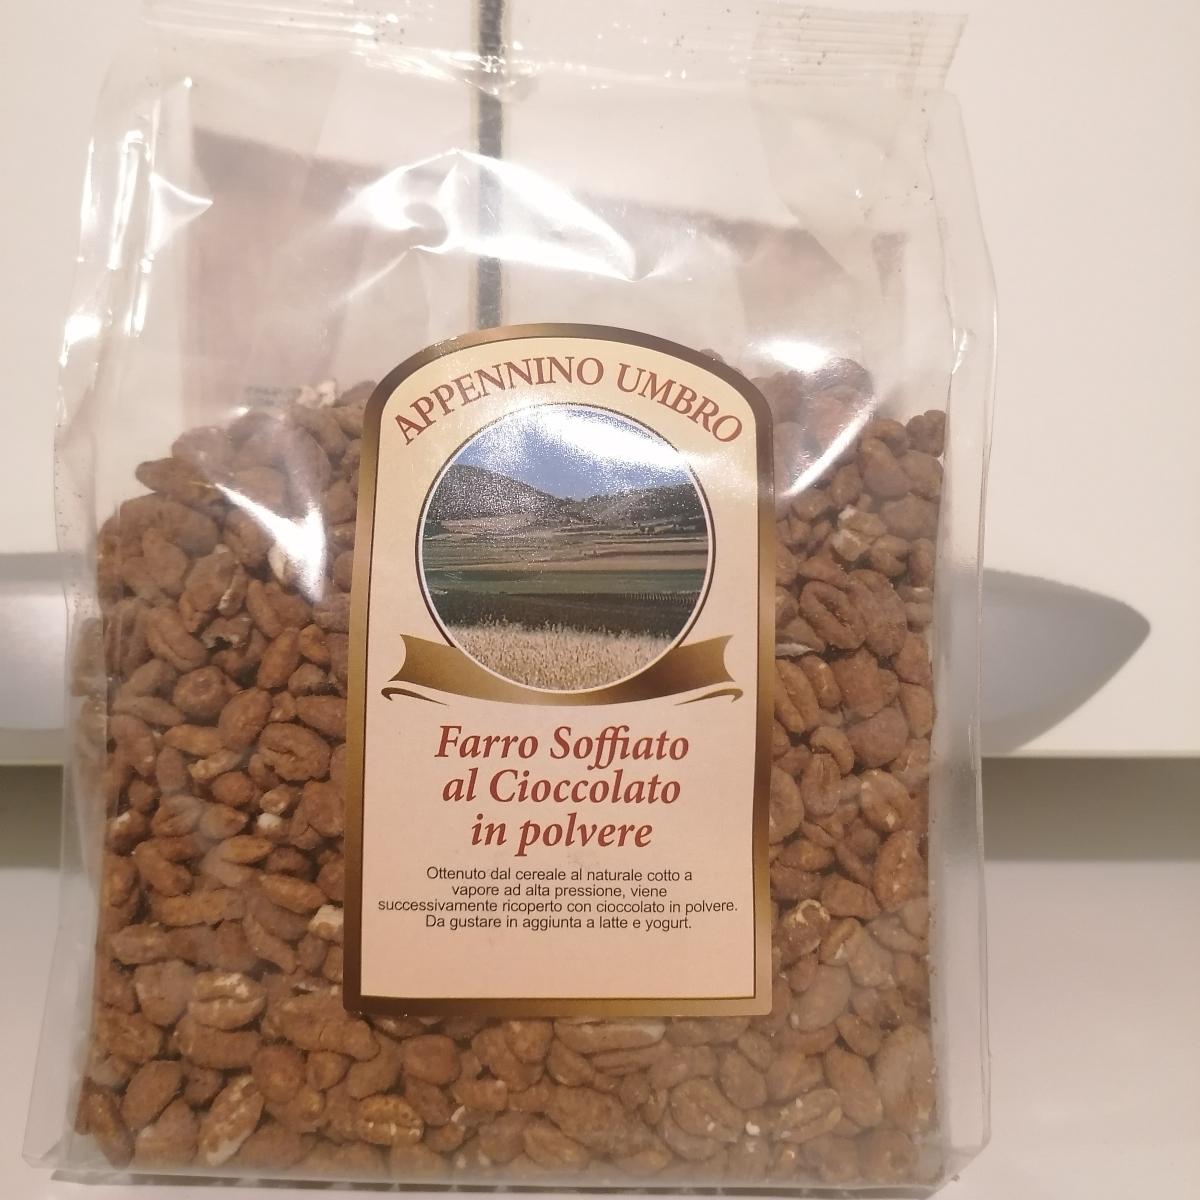 APPENNINO UMBRO
Farro Soffiato
al Cioccolato
in polvere
Ottenuto dal cereale al naturale cotto a
vapore ad alta pressione, viene
successivamente ricoperto con cioccolato in polvere.
Da gustare in aggiunta a latte e yogurt.